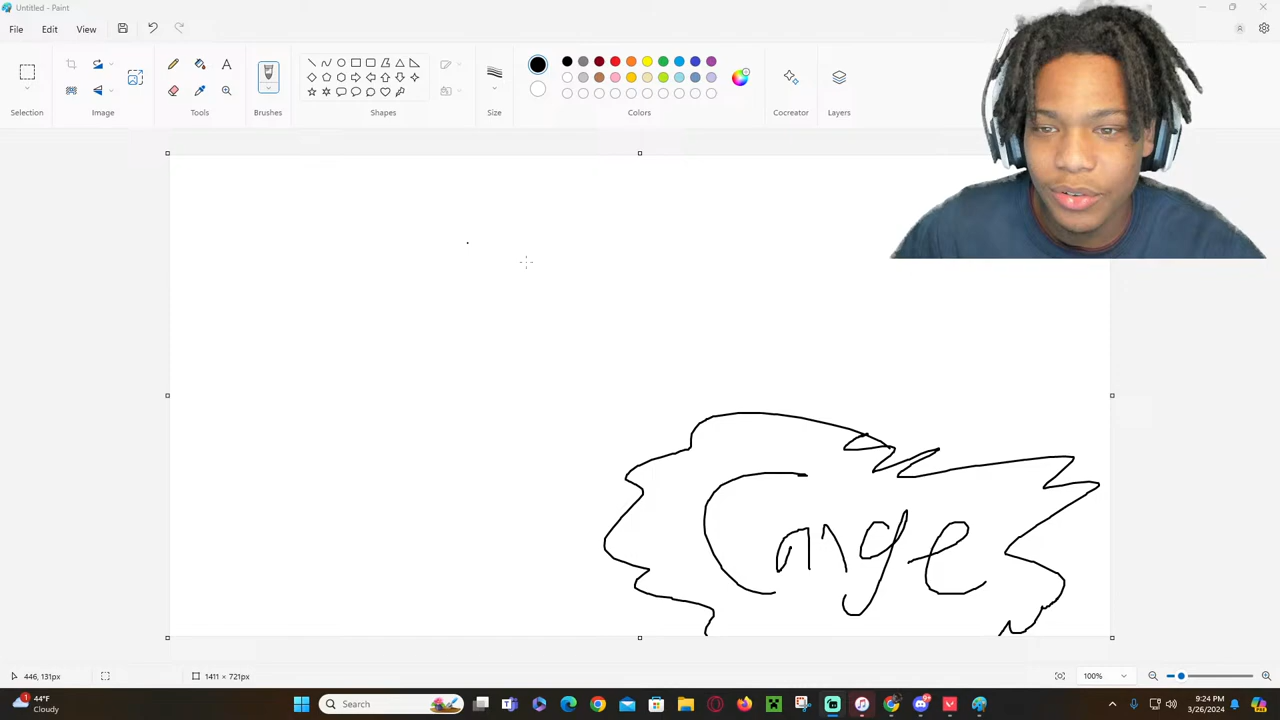 Untitled - Paint
File Edit View
Selection Image Tools Brushes Shapes Size Colors Cocreator Layers
Cange
446, 131px 1411 × 721px 100%
1 44°F Cloudy Search 9:24 PM 3/26/2024